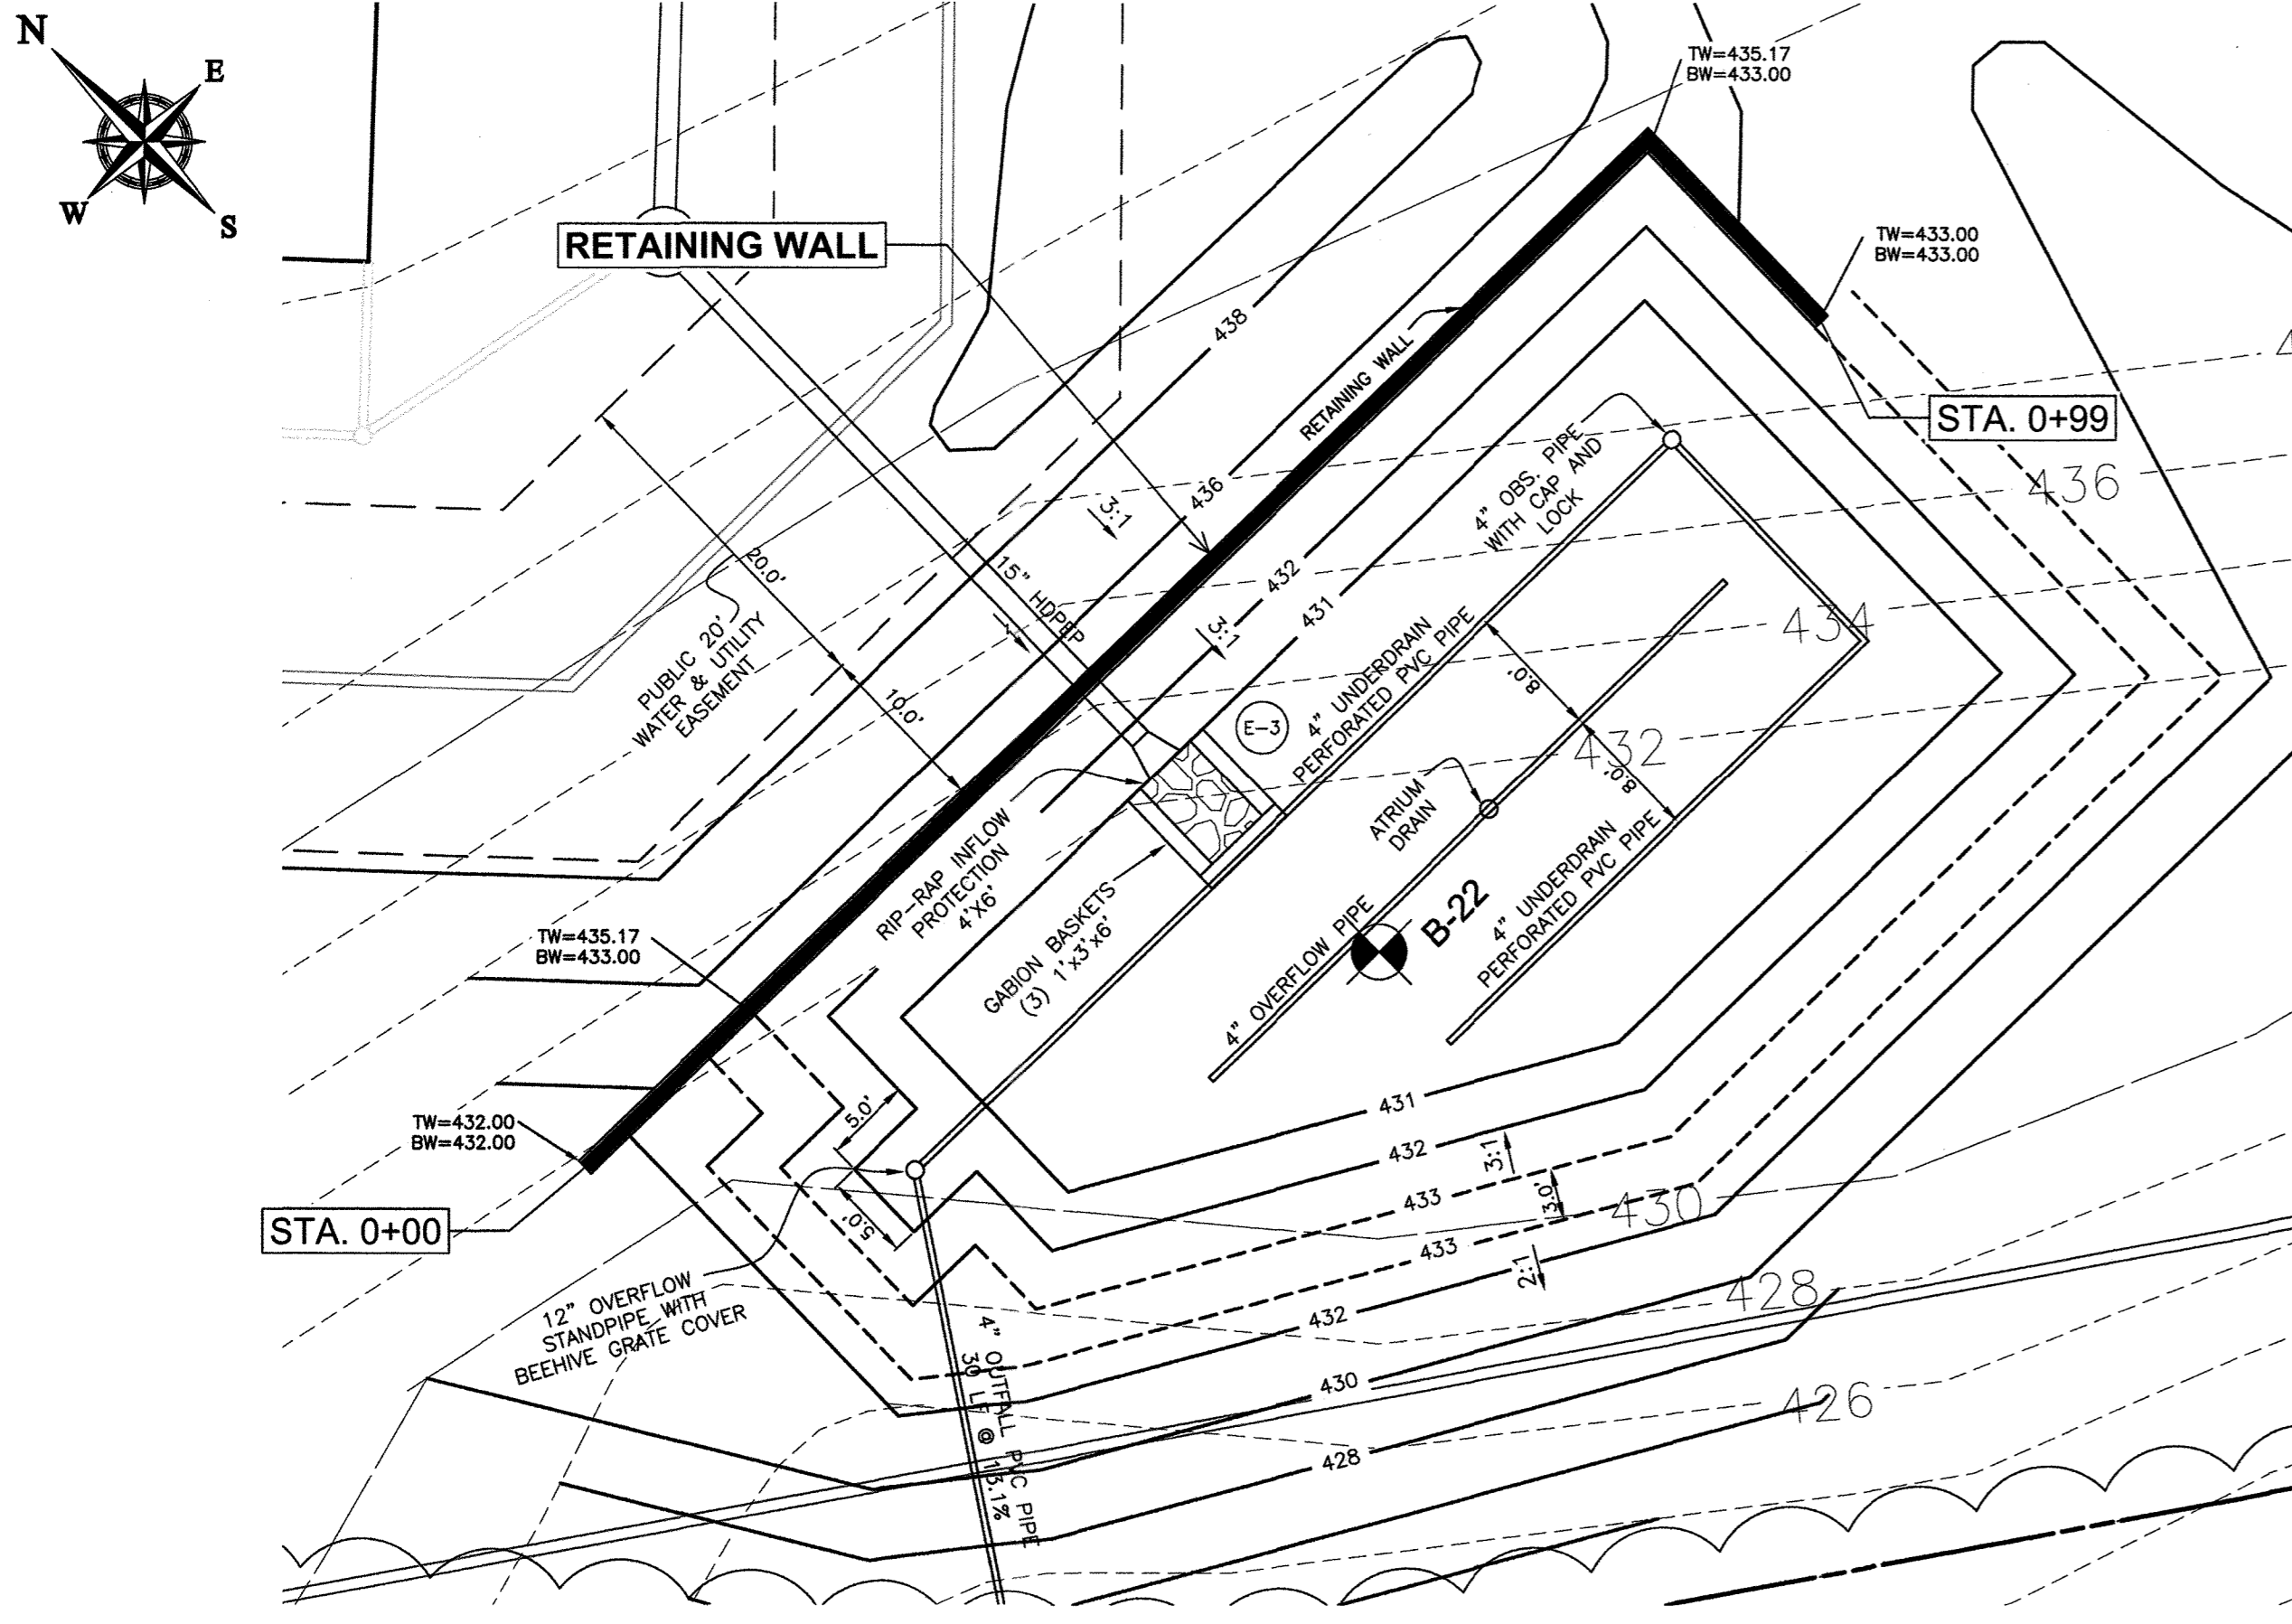 N
E
W
S
TW=435.17
BW=433.00
RETAINING WALL
TW=433.00
BW=433.00
438
RETAINING WALL
STA. 0+99
4" OBS. PIPE
WITH CAP AND
LOCK
436
436
3:1
20.0'
PUBLIC 20'
WATER & UTILITY
EASEMENT
15" HDPEP
432
431
3:1
434
10.0'
8.0'
E-3
4" UNDERDRAIN
PERFORATED PVC PIPE
432
8.0'
ATRIUM
DRAIN
RIP-RAP INFLOW
PROTECTION
4'X6'
GABION BASKETS
(3) 1'x3'x6'
4" OVERFLOW PIPE
B-22
4" UNDERDRAIN
PERFORATED PVC PIPE
TW=435.17
BW=433.00
TW=432.00
BW=432.00
5.0'
5.0'
431
432
3:1
433
3.0'
430
433
2:1
STA. 0+00
12" OVERFLOW
STANDPIPE WITH
BEEHIVE GRATE COVER
428
432
4" OUTFALL PVC PIPE
30 LF @ 13.1%
430
426
428